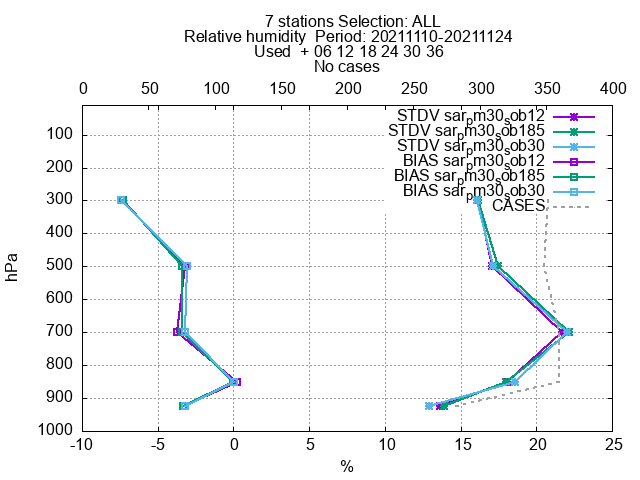 7 stations Selection: ALL
Relative humidity  Period: 20211110-20211124
Used  + 06 12 18 24 30 36
No cases
0 50 100 150 200 250 300 350 400
STDV sar_pm30_sob12
STDV sar_pm30_sob185
STDV sar_pm30_sob30
BIAS sar_pm30_sob12
BIAS sar_pm30_sob185
BIAS sar_pm30_sob30
CASES
100
200
300
400
500
600
700
800
900
1000
hPa
-10 -5 0 5 10 15 20 25
%